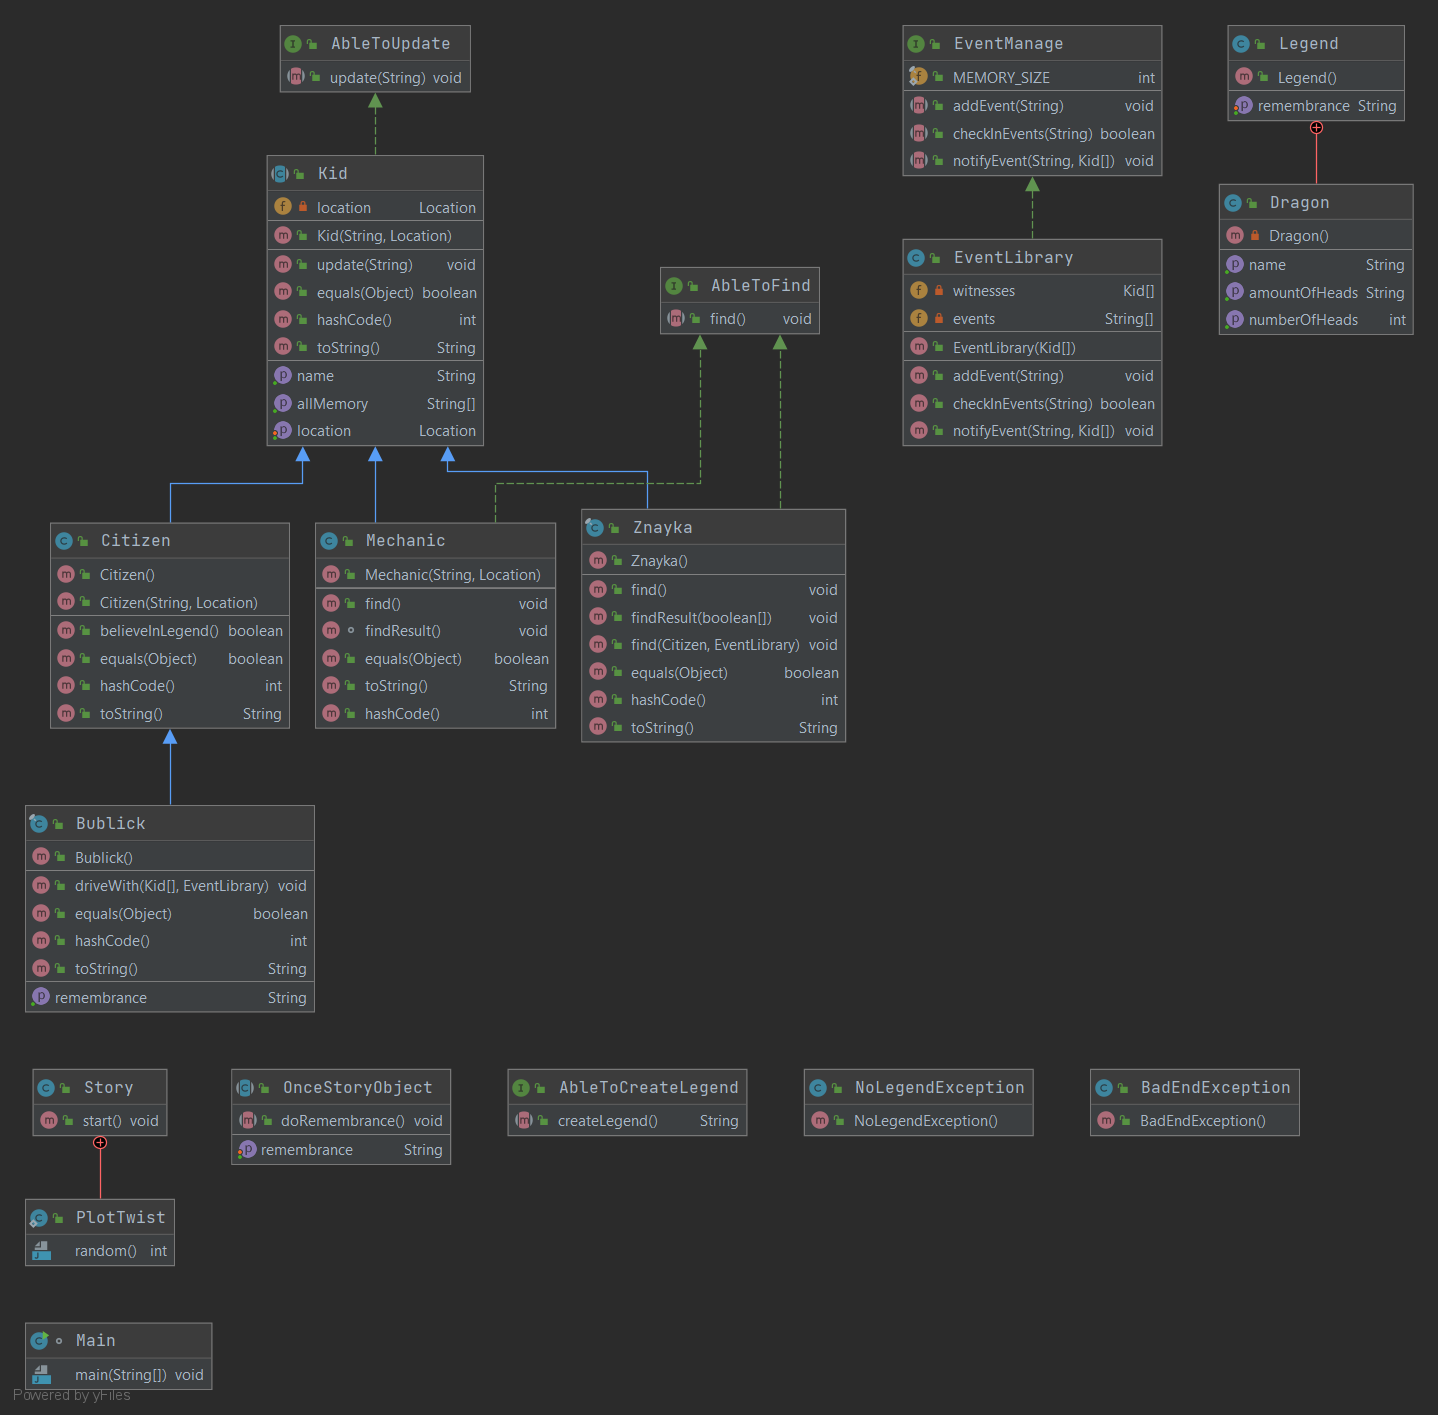 AbleToUpdate
update(String) void
Kid
location Location
Kid(String, Location)
update(String) void
equals(Object) boolean
hashCode() int
toString() String
name String
allMemory String[]
location Location
AbleToFind
find() void
EventManage
MEMORY_SIZE int
addEvent(String) void
checkInEvents(String) boolean
notifyEvent(String, Kid[]) void
EventLibrary
witnesses Kid[]
events String[]
EventLibrary(Kid[])
addEvent(String) void
checkInEvents(String) boolean
notifyEvent(String, Kid[]) void
Legend
Legend()
remembrance String
Dragon
Dragon()
name String
amountOfHeads String
numberOfHeads int
Citizen
Citizen()
Citizen(String, Location)
believeInLegend() boolean
equals(Object) boolean
hashCode() int
toString() String
Mechanic
Mechanic(String, Location)
find() void
findResult() void
equals(Object) boolean
toString() String
hashCode() int
Znayka
Znayka()
find() void
findResult(boolean[]) void
find(Citizen, EventLibrary) void
equals(Object) boolean
hashCode() int
toString() String
Bublick
Bublick()
driveWith(Kid[], EventLibrary) void
equals(Object) boolean
hashCode() int
toString() String
remembrance String
Story
start() void
OnceStoryObject
doRemembrance() void
remembrance String
AbleToCreateLegend
createLegend() String
NoLegendException
NoLegendException()
BadEndException
BadEndException()
PlotTwist
random() int
Main
main(String[]) void
Powered by yFiles